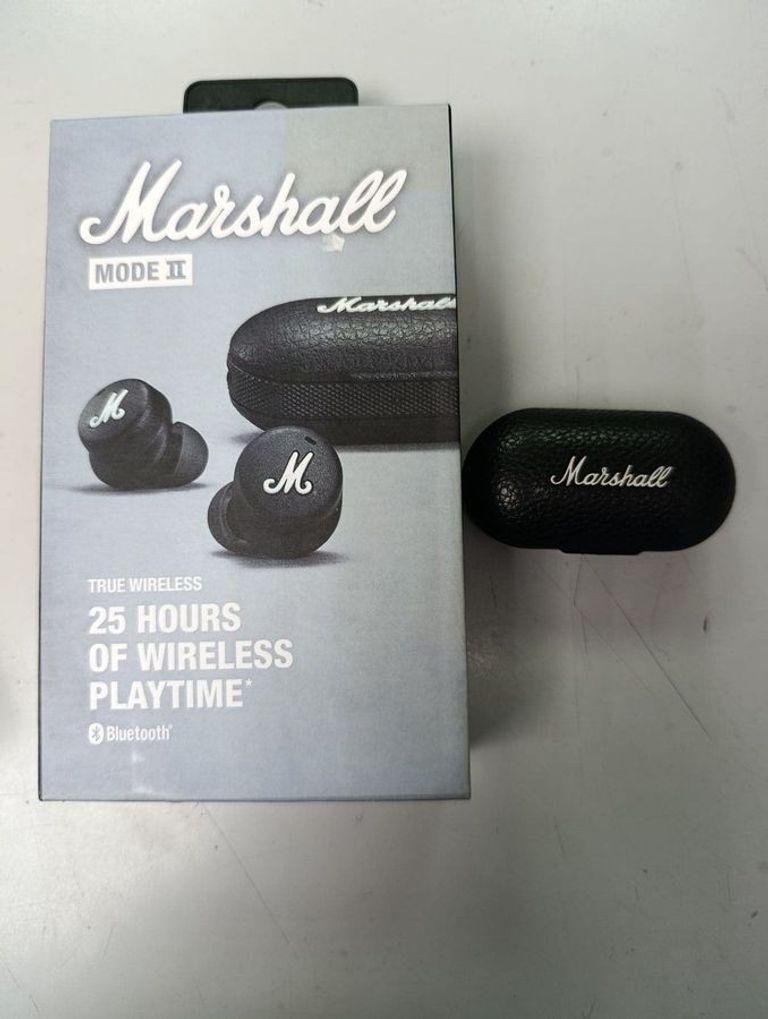 Marshall
MODE II
Marshall
M
M
TRUE WIRELESS
25 HOURS
OF WIRELESS
PLAYTIME*
Bluetooth®
Marshall